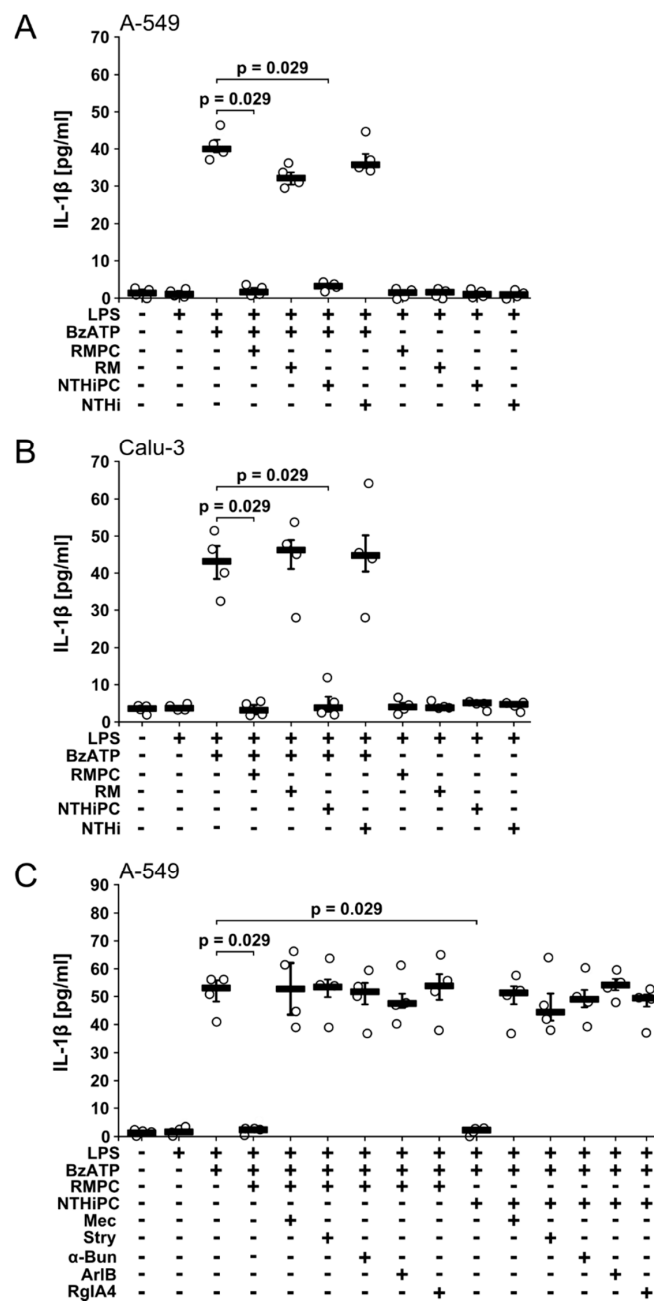 A A-549
70
60
50
40
30
20
10
0
IL-1β [pg/ml]
p = 0.029
p = 0.029
LPS - + + + + + + + + + +
BzATP - - + + + + + - - - -
RMPC - - - + - - - + - - -
RM - - - - + - - - + - -
NTHiPC - - - - - + - - - + -
NTHi - - - - - - + - - - +
B Calu-3
70
60
50
40
30
20
10
0
IL-1β [pg/ml]
p = 0.029
p = 0.029
LPS - + + + + + + + + + +
BzATP - - + + + + + - - - -
RMPC - - - + - - - + - - -
RM - - - - + - - - + - -
NTHiPC - - - - - + - - - + -
NTHi - - - - - - + - - - +
C A-549
90
80
70
60
50
40
30
20
10
0
IL-1β [pg/ml]
p = 0.029
p = 0.029
LPS - + + + + + + + + + + + + + +
BzATP - - + + + + + + + + + + + + +
RMPC - - - + + + + + + - - - - - -
NTHiPC - - - - - - - - - + + + + + +
Mec - - - - + - - - - - + - - - -
Stry - - - - - + - - - - - + - - -
α-Bun - - - - - - + - - - - - + - -
ArlB - - - - - - - + - - - - - + -
RglA4 - - - - - - - - + - - - - - +